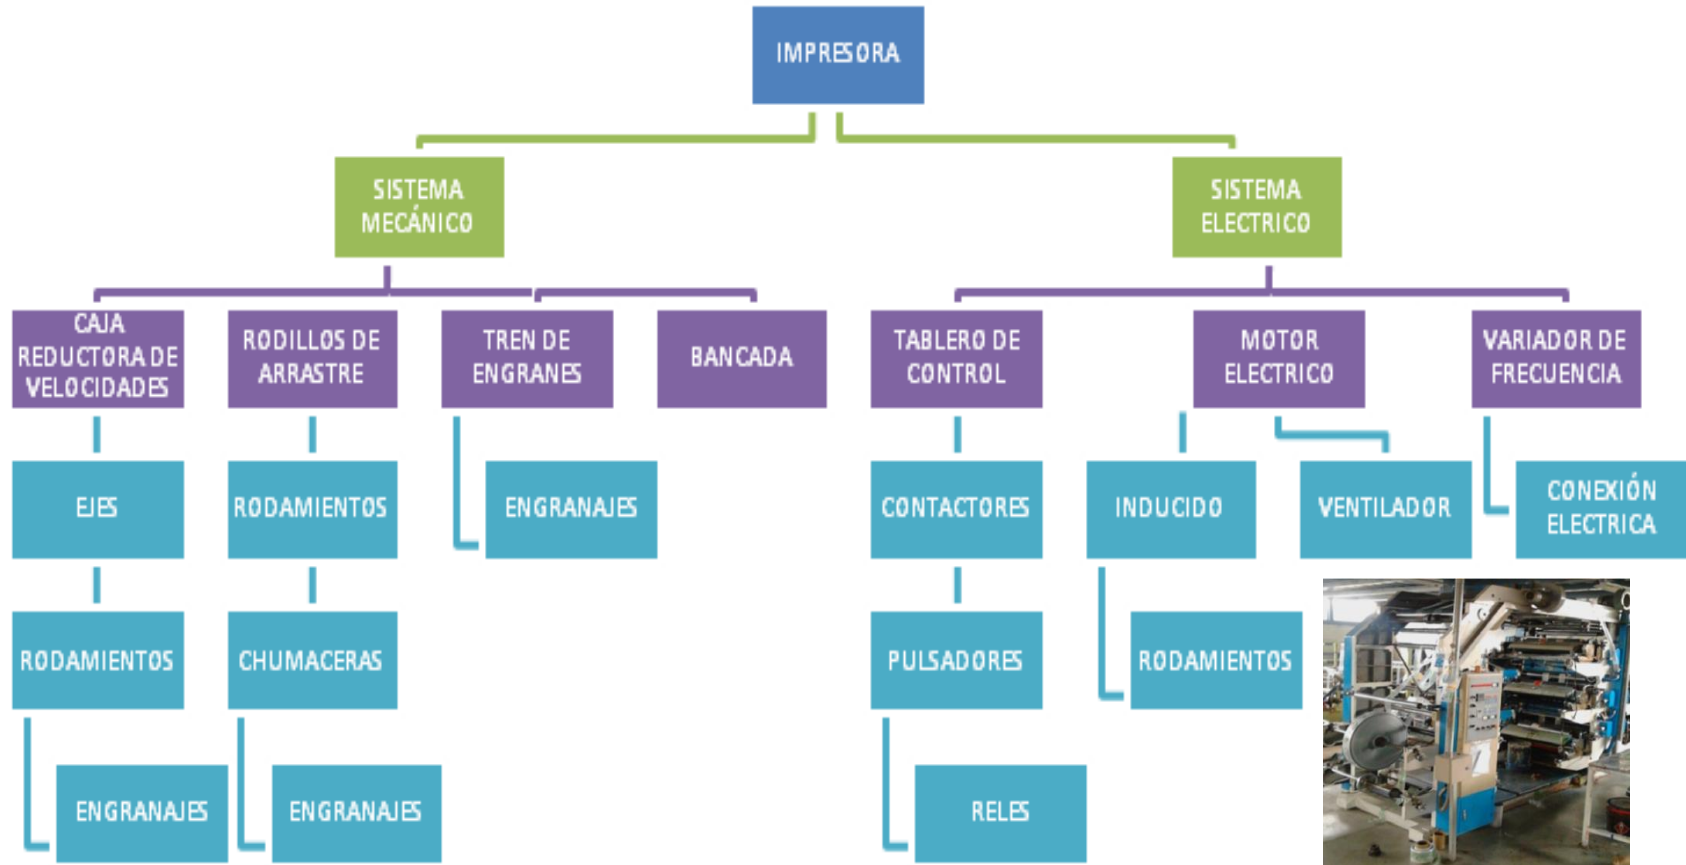 IMPRESORA
SISTEMA
MECÁNICO
SISTEMA
ELECTRICO
CAJA
REDUCTORA DE
VELOCIDADES
RODILLOS DE
ARRASTRE
TREN DE
ENGRANES
BANCADA
TABLERO DE
CONTROL
MOTOR
ELECTRICO
VARIADOR DE
FRECUENCIA
EJES
RODAMIENTOS
ENGRANAJES
CONTACTORES
INDUCIDO
VENTILADOR
CONEXIÓN
ELECTRICA
RODAMIENTOS
CHUMACERAS
PULSADORES
RODAMIENTOS
ENGRANAJES
ENGRANAJES
RELES